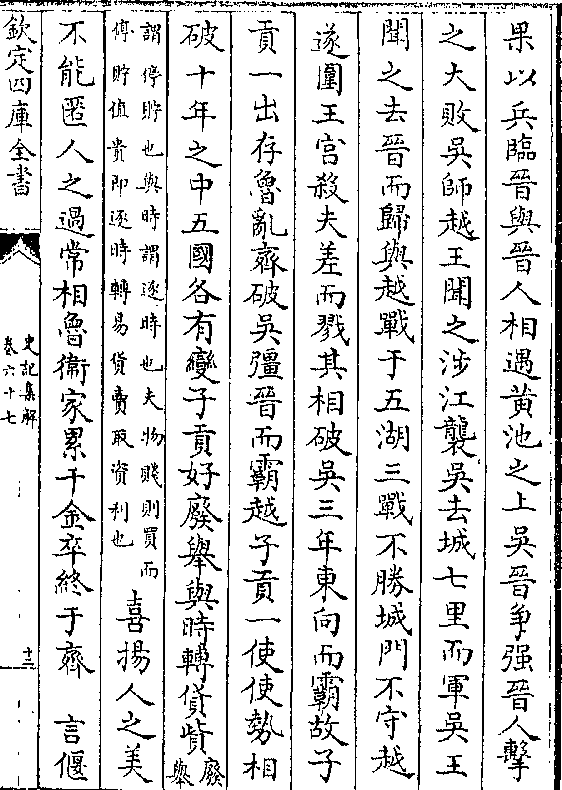 果以兵臨晉與晉人相遇黃池之上吳晉爭强晉人擊
之大敗吳師越王聞之涉江襲吳去城七里而軍吳王
聞之去晉而歸與越戰于五湖三戰不勝城門不守越
遂圍王宮殺夫差而戮其相破吳三年東向而霸故子
貢一出存魯亂齊破吳彊晉而霸越子貢一使使勢相
破十年之中五國各有變子貢好廢舉與時轉貨貲廢舉
謂停貯也與時謂逐時也夫物賤則買而
停貯值貴即逐時轉易貨賣取資利也喜揚人之美
不能匿人之過常相魯衛家累千金卒終于齊 言偃
欽定四庫全書
史記集解
卷六十七
十三